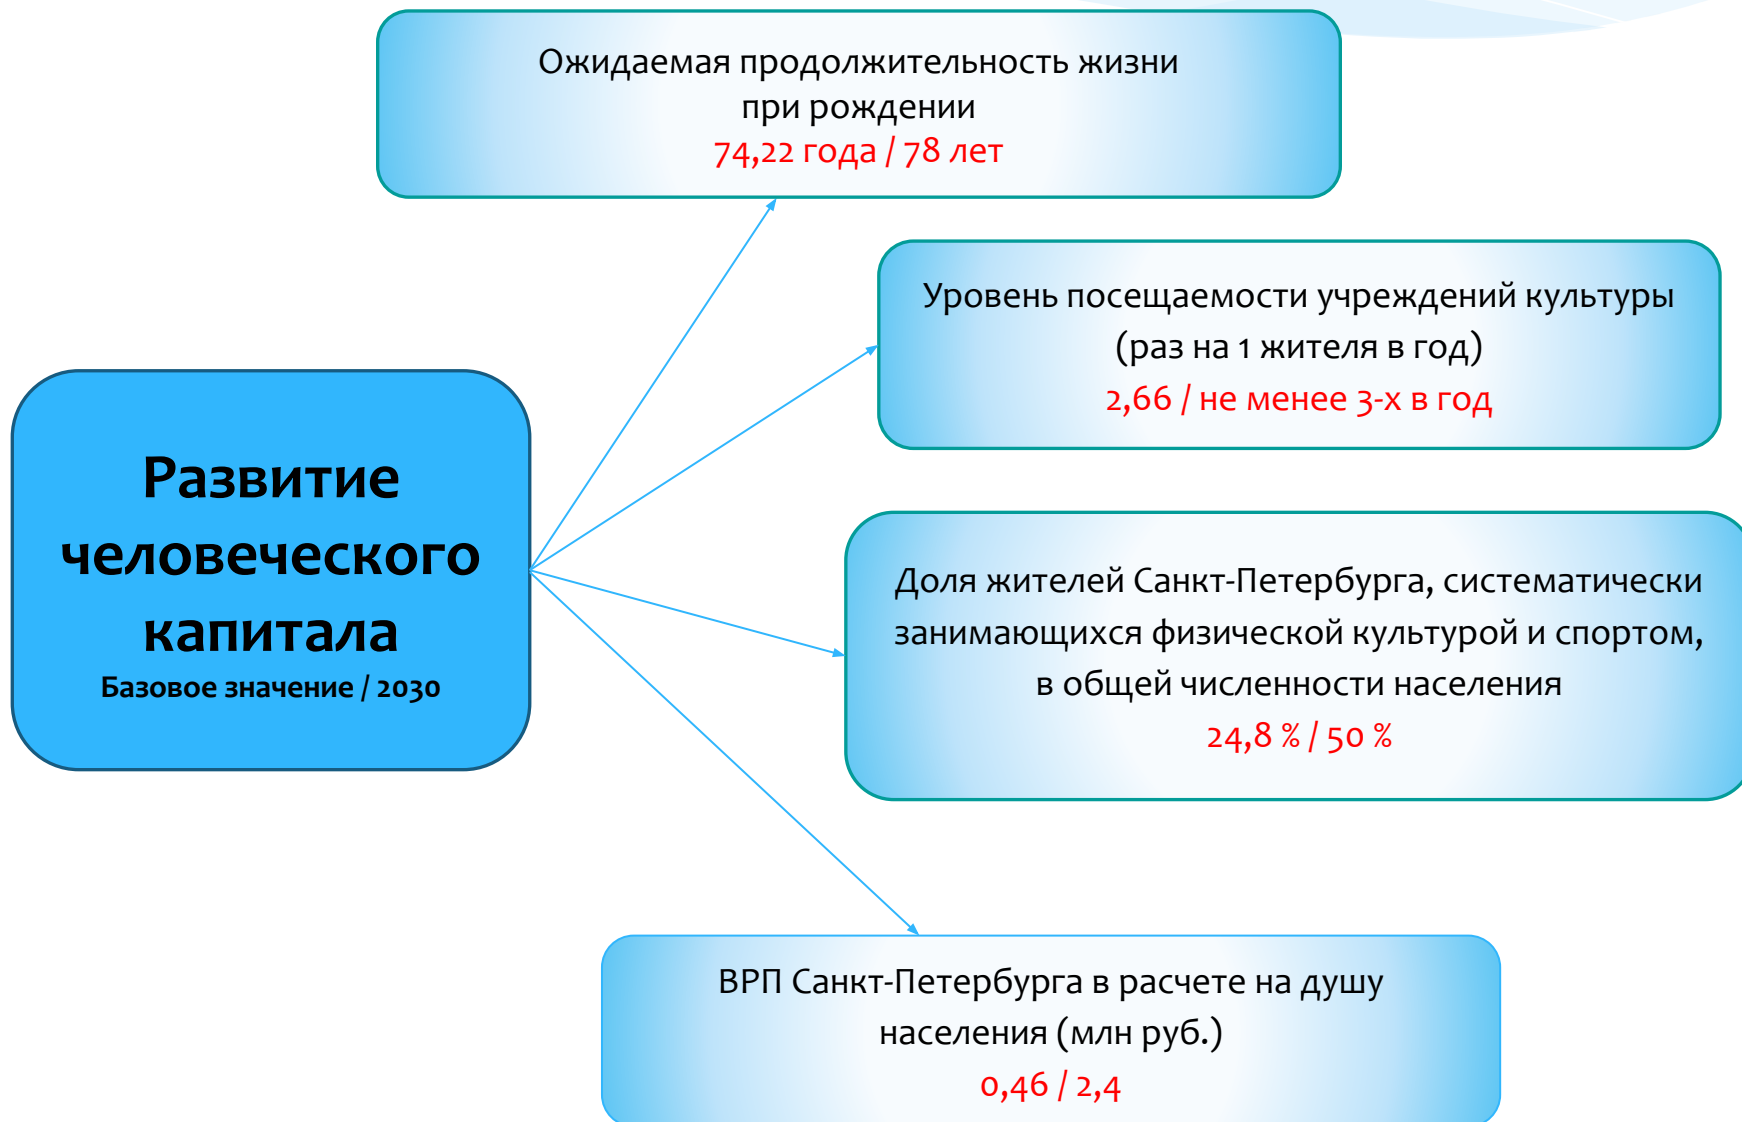 Ожидаемая продолжительность жизни
при рождении
74,22 года / 78 лет
Уровень посещаемости учреждений культуры
(раз на 1 жителя в год)
2,66 / не менее 3-х в год
Развитие
человеческого
капитала
Базовое значение / 2030
Доля жителей Санкт-Петербурга, систематически
занимающихся физической культурой и спортом,
в общей численности населения
24,8 % / 50 %
ВРП Санкт-Петербурга в расчете на душу
населения (млн руб.)
0,46 / 2,4